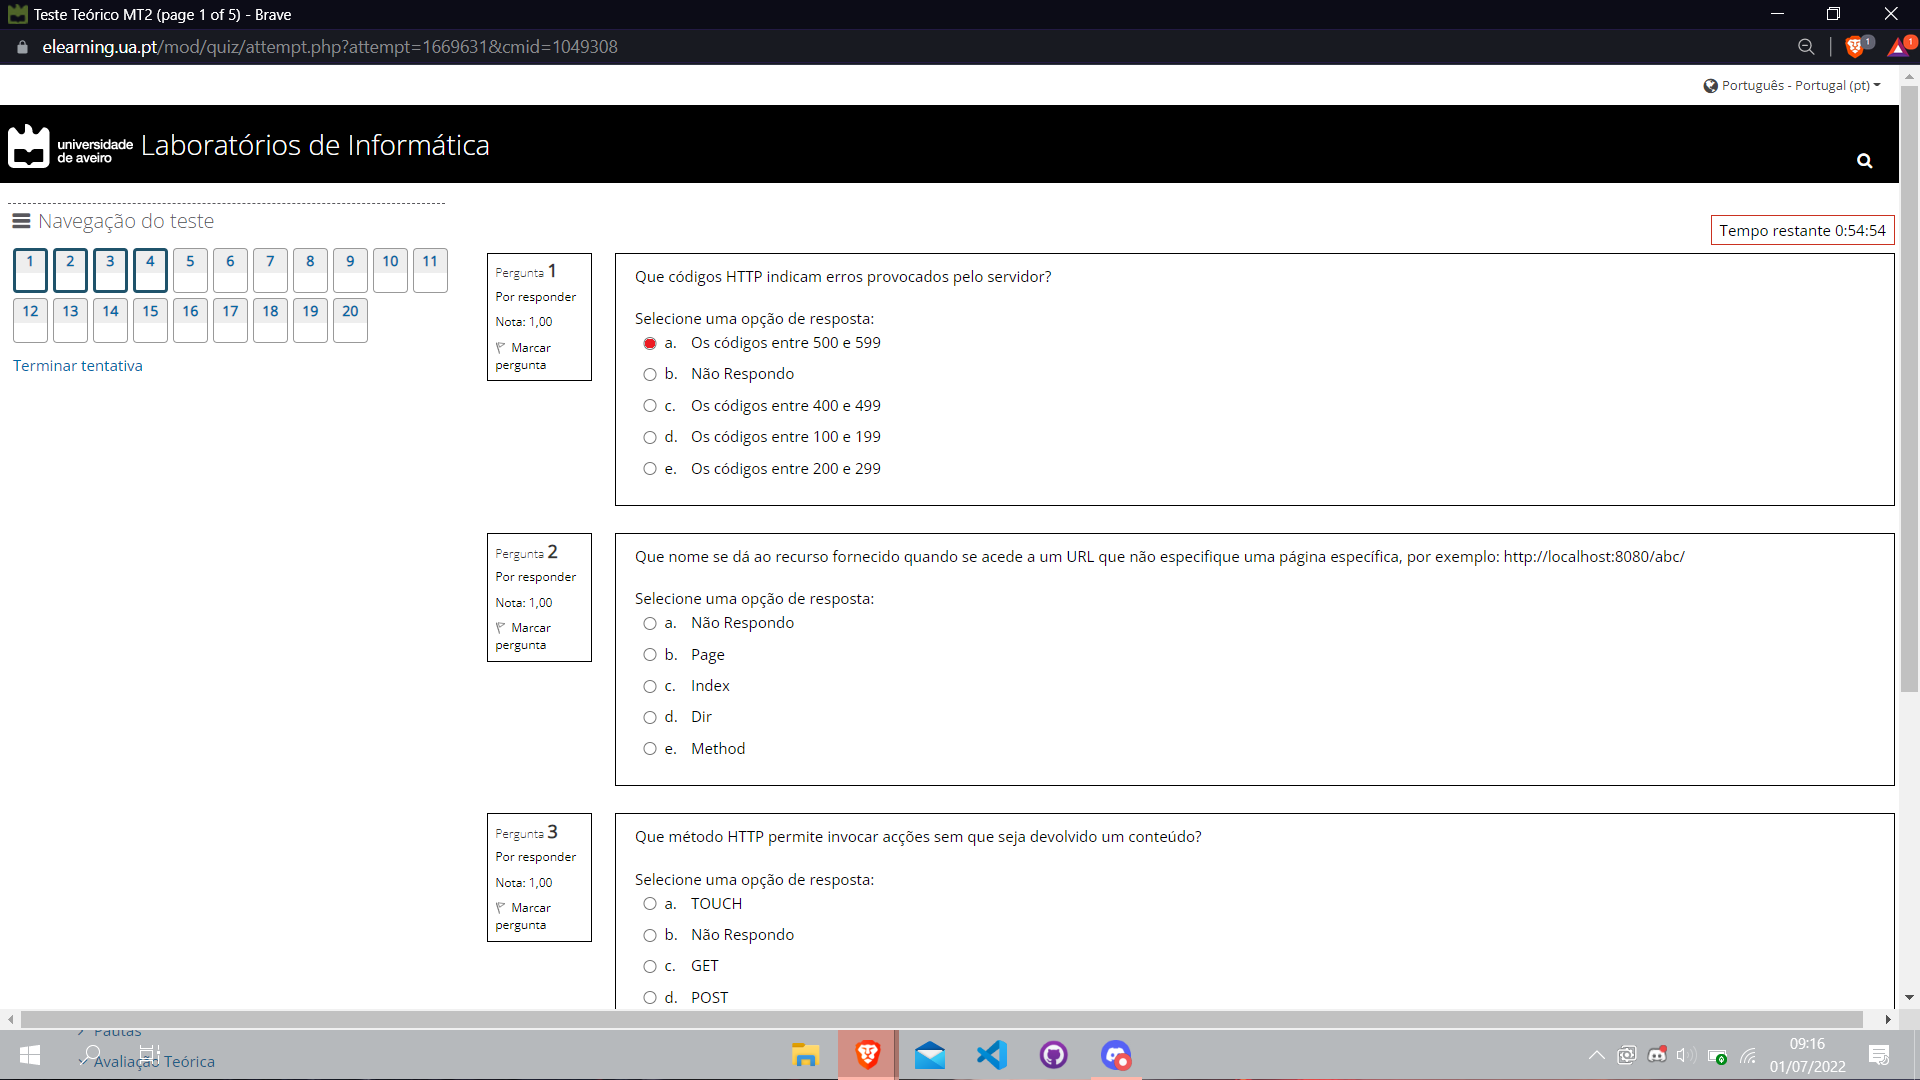 Teste Teórico MT2 (page 1 of 5) - Brave
elearning.ua.pt/mod/quiz/attempt.php?attempt=1669631&cmid=1049308
1
1
Português - Portugal (pt)
universidade de aveiro
Laboratórios de Informática
Navegação do teste
Tempo restante 0:54:54
1 2 3 4 5 6 7 8 9 10 11
12 13 14 15 16 17 18 19 20
Terminar tentativa
Pergunta 1
Por responder
Nota: 1,00
Marcar
pergunta
Que códigos HTTP indicam erros provocados pelo servidor?
Selecione uma opção de resposta:
a. Os códigos entre 500 e 599
b. Não Respondo
c. Os códigos entre 400 e 499
d. Os códigos entre 100 e 199
e. Os códigos entre 200 e 299
Pergunta 2
Por responder
Nota: 1,00
Marcar
pergunta
Que nome se dá ao recurso fornecido quando se acede a um URL que não especifique uma página específica, por exemplo: http://localhost:8080/abc/
Selecione uma opção de resposta:
a. Não Respondo
b. Page
c. Index
d. Dir
e. Method
Pergunta 3
Por responder
Nota: 1,00
Marcar
pergunta
Que método HTTP permite invocar acções sem que seja devolvido um conteúdo?
Selecione uma opção de resposta:
a. TOUCH
b. Não Respondo
c. GET
d. POST
Pautas
Avaliação Teórica
09:16
01/07/2022